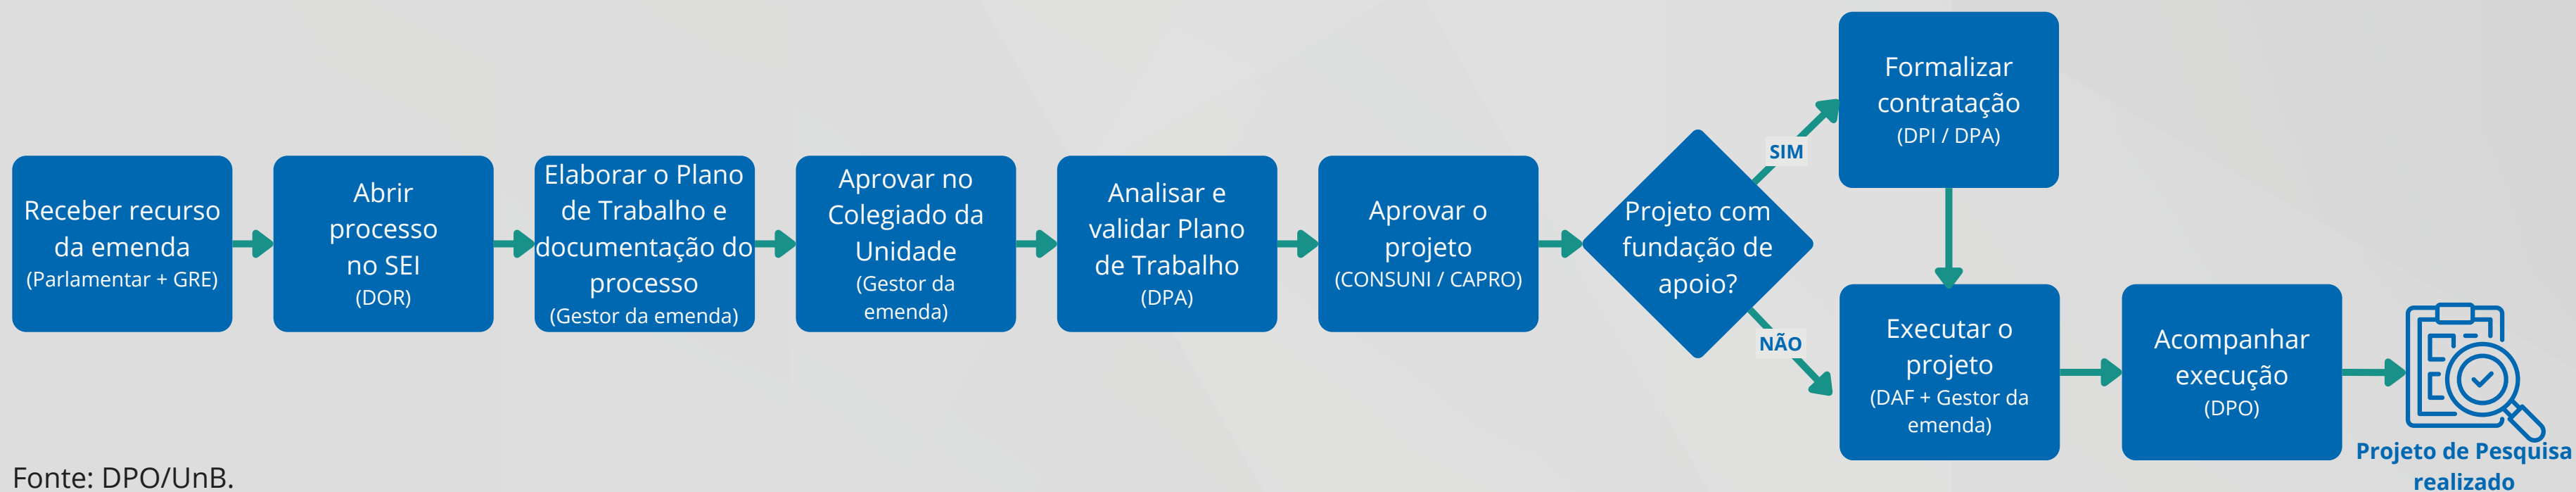 Receber recurso
da emenda
(Parlamentar + GRE)
Abrir
processo
no SEI
(DOR)
Elaborar o Plano
de Trabalho e
documentação do
processo
(Gestor da emenda)
Aprovar no
Colegiado da
Unidade
(Gestor da
emenda)
Analisar e
validar Plano
de Trabalho
(DPA)
Aprovar o
projeto
(CONSUNI / CAPRO)
Projeto com
fundação de
apoio?
SIM
Formalizar
contratação
(DPI / DPA)
NÃO
Executar o
projeto
(DAF + Gestor da
emenda)
Acompanhar
execução
(DPO)
Projeto de Pesquisa
realizado
Fonte: DPO/UnB.